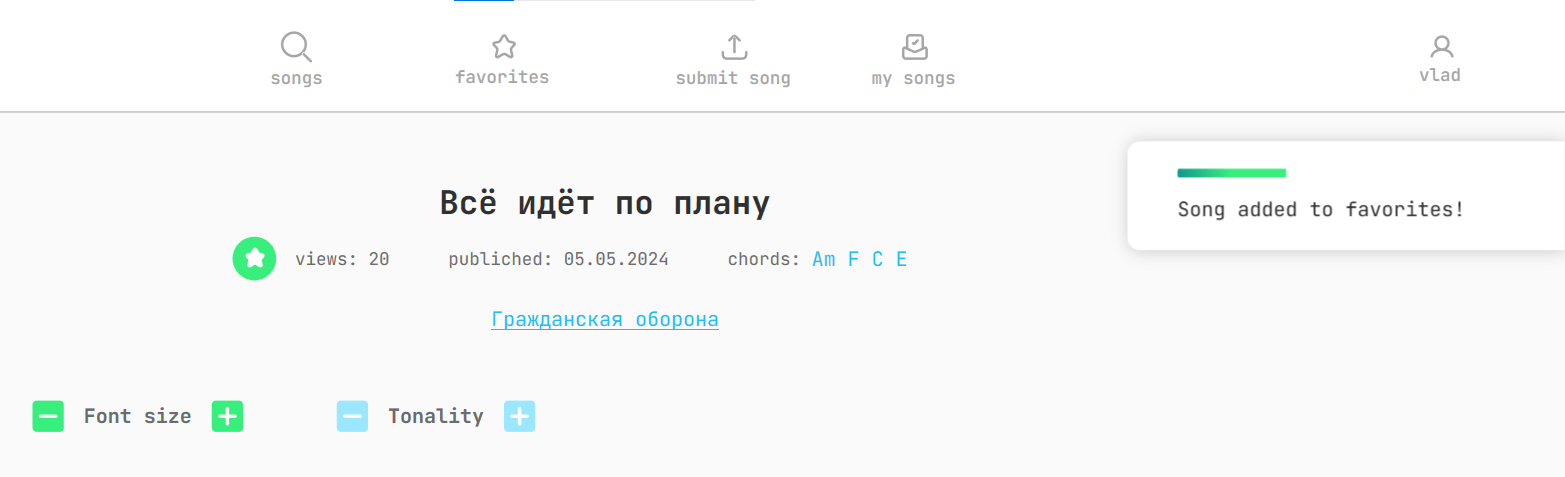 songs favorites submit song my songs vlad
Song added to favorites!
Всё идёт по плану
views: 20 publiched: 05.05.2024 chords: Am F C E
Гражданская оборона
Font size Tonality